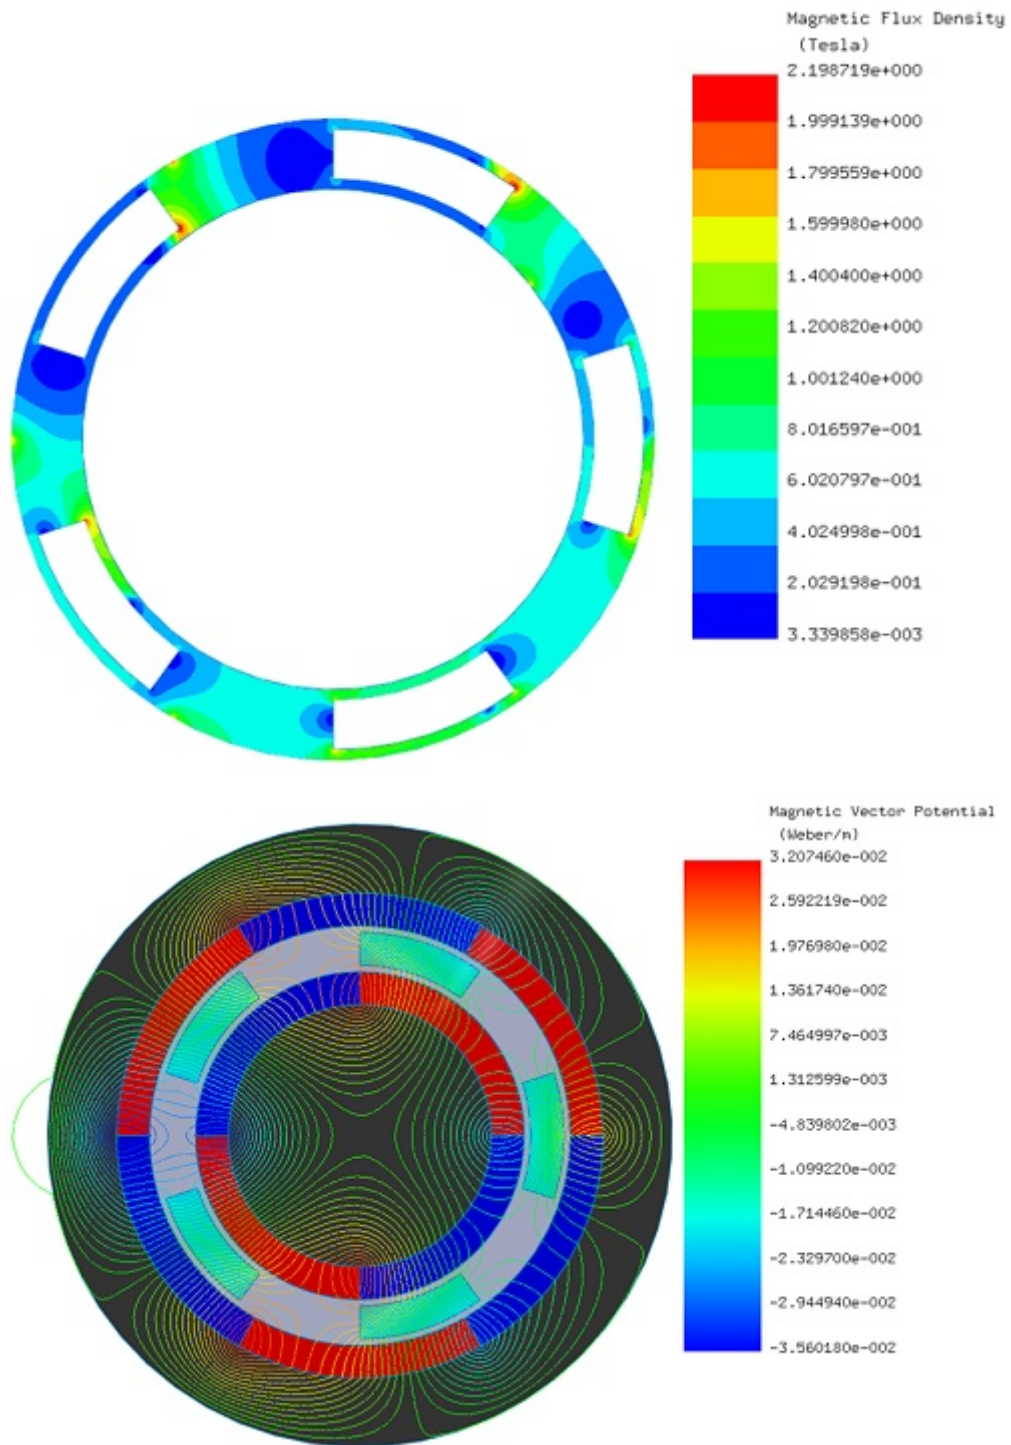 Magnetic Flux Density
(Tesla)
2.198719e+000
1.999139e+000
1.799559e+000
1.599980e+000
1.400400e+000
1.200820e+000
1.001240e+000
8.016597e-001
6.020797e-001
4.024998e-001
2.029198e-001
3.339858e-003
Magnetic Vector Potential
(Weber/m)
3.207460e-002
2.592219e-002
1.976980e-002
1.361740e-002
7.464997e-003
1.312599e-003
-4.839802e-003
-1.099220e-002
-1.714460e-002
-2.329700e-002
-2.944940e-002
-3.560180e-002